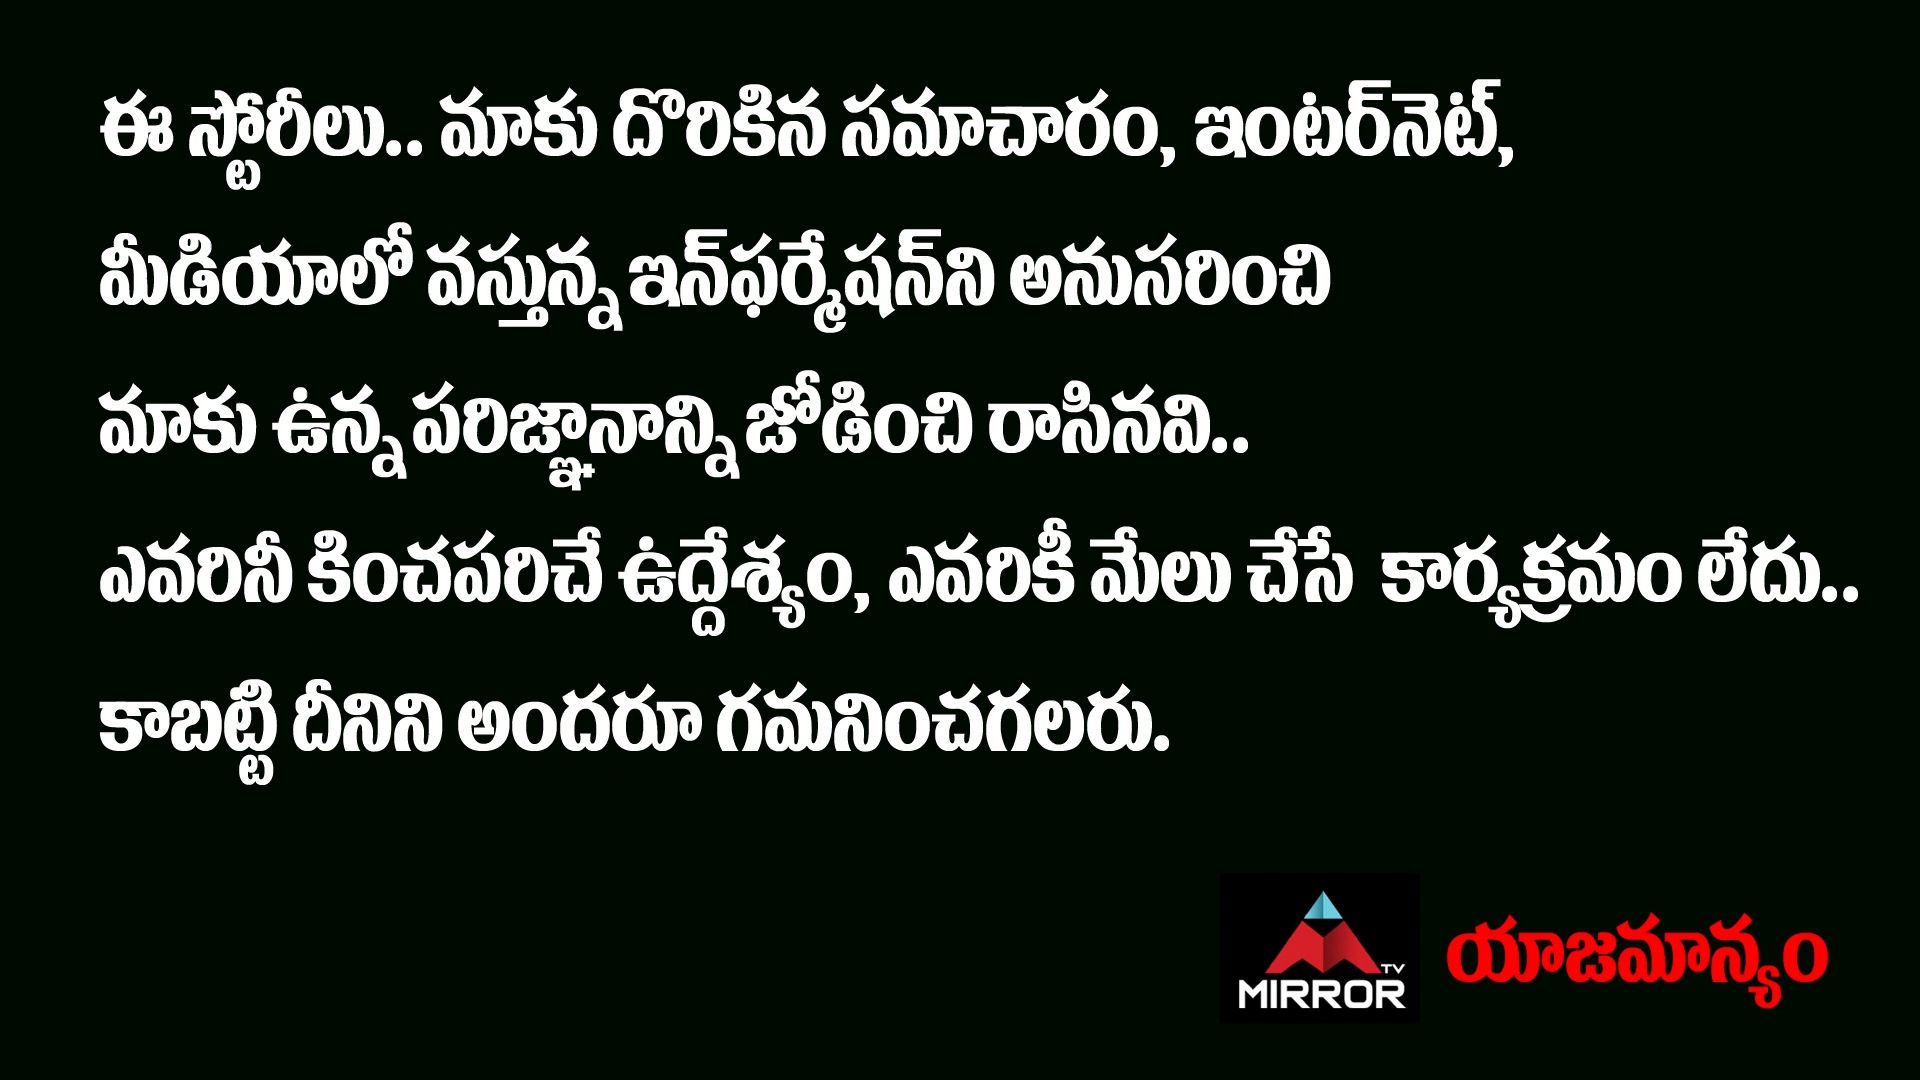 ఈ స్టోరీలు.. మాకు దొరికిన సమాచారం, ఇంటర్‌నెట్,
మీడియాలో వస్తున్న ఇన్‌ఫర్మేషన్‌ని అనుసరించి
మాకు ఉన్న పరిజ్ఞానాన్ని జోడించి రాసినవి..
ఎవరినీ కించపరిచే ఉద్దేశ్యం, ఎవరికీ మేలు చేసే  కార్యక్రమం లేదు..
కాబట్టి దీనిని అందరూ గమనించగలరు.
TV
MIRROR
యాజమాన్యం